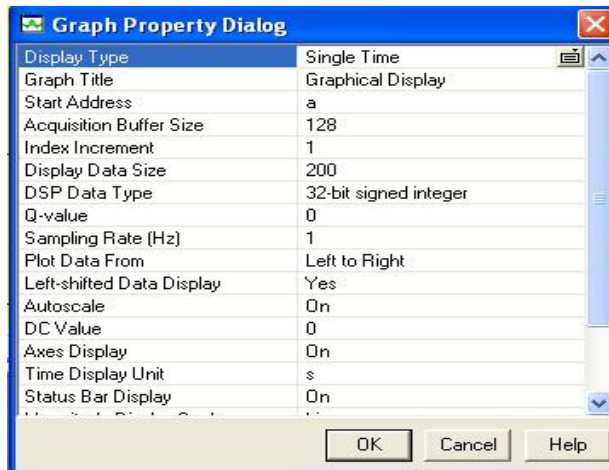 Graph Property Dialog
Display Type Single Time
Graph Title Graphical Display
Start Address a
Acquisition Buffer Size 128
Index Increment 1
Display Data Size 200
DSP Data Type 32-bit signed integer
Q-value 0
Sampling Rate (Hz) 1
Plot Data From Left to Right
Left-shifted Data Display Yes
Autoscale On
DC Value 0
Axes Display On
Time Display Unit s
Status Bar Display On
OK Cancel Help